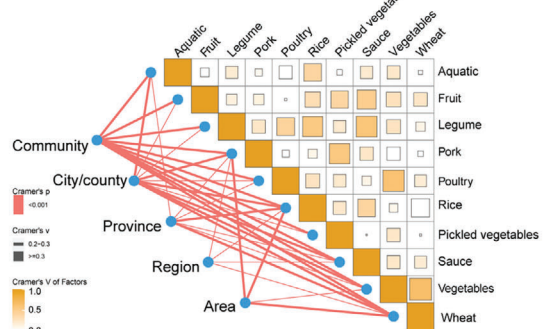 Aquatic
Fruit
Legume
Pork
Poultry
Rice
Pickled vegetab
Sauce
Vegetables
Wheat
Aquatic
Fruit
Legume
Pork
Poultry
Rice
Pickled vegetables
Sauce
Vegetables
Wheat
Community
City/county
Province
Region
Area
Cramer's p
<0.001
Cramer's v
0.2~0.3
>=0.3
Cramer's V of Factors
1.0
0.5